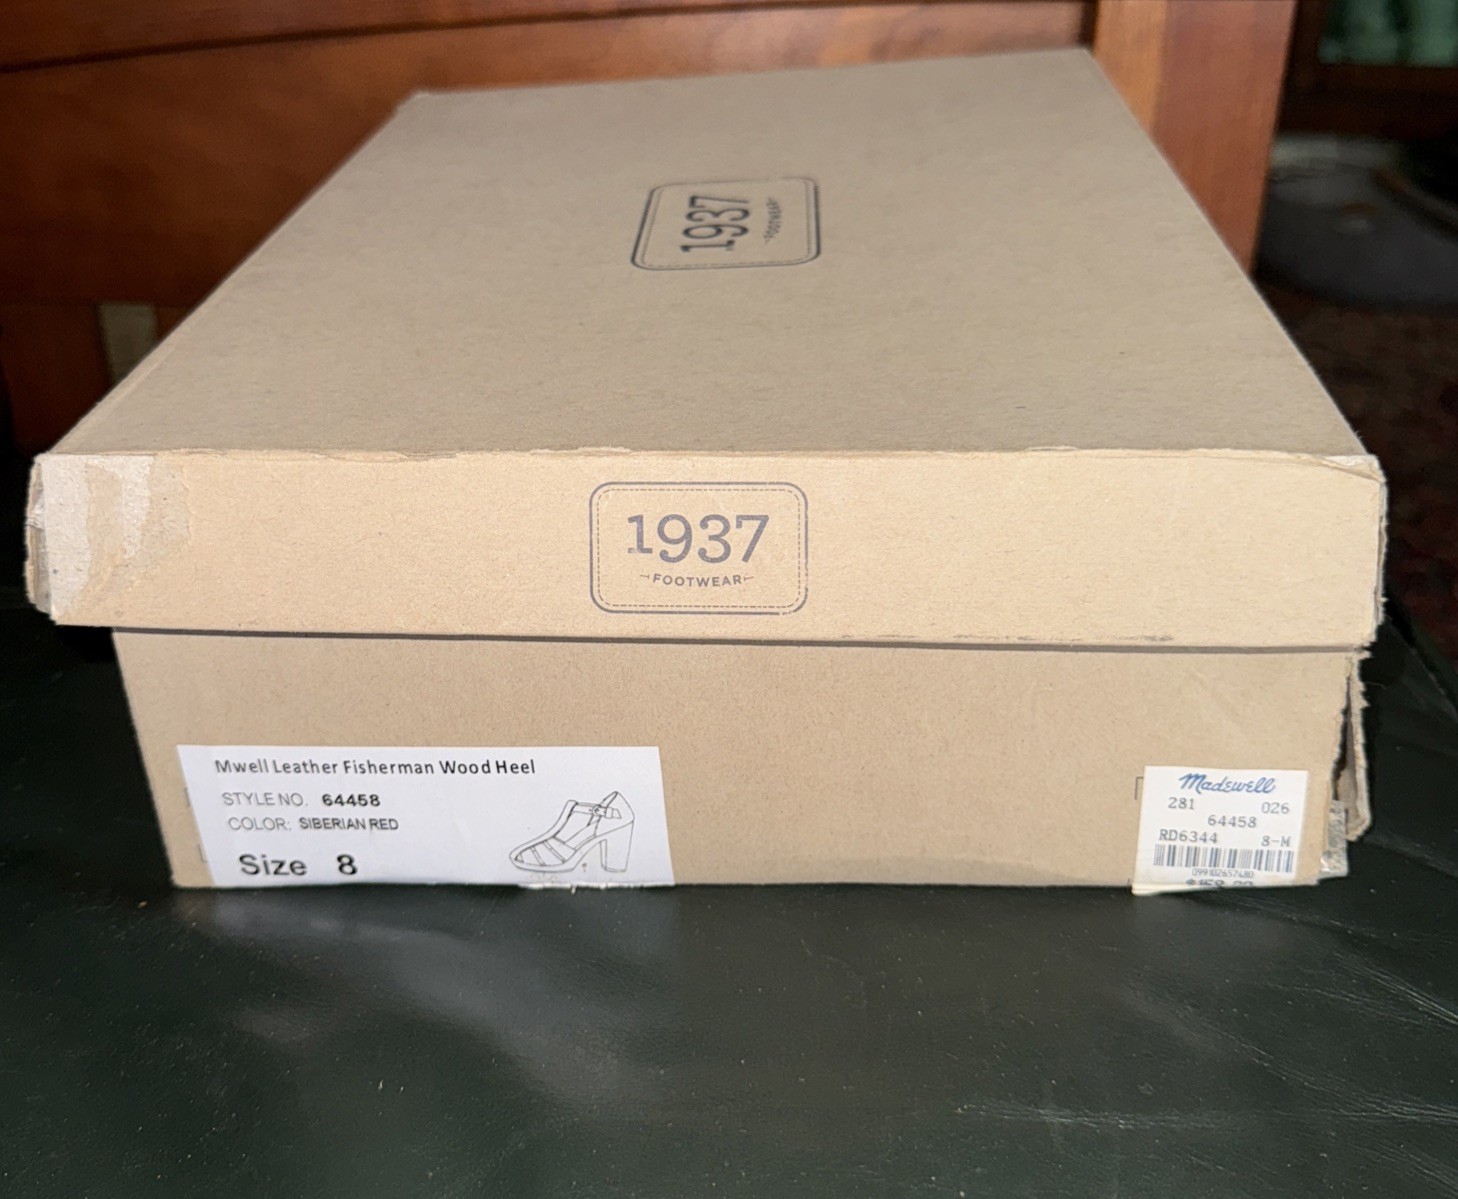 1937
FOOTWEAR
1937
FOOTWEAR
Mwell Leather Fisherman Wood Heel
STYLE NO. 64458
COLOR: SIBERIAN RED
Size 8
Madewell
281 026
64458
RD6344 8-M
099102657480